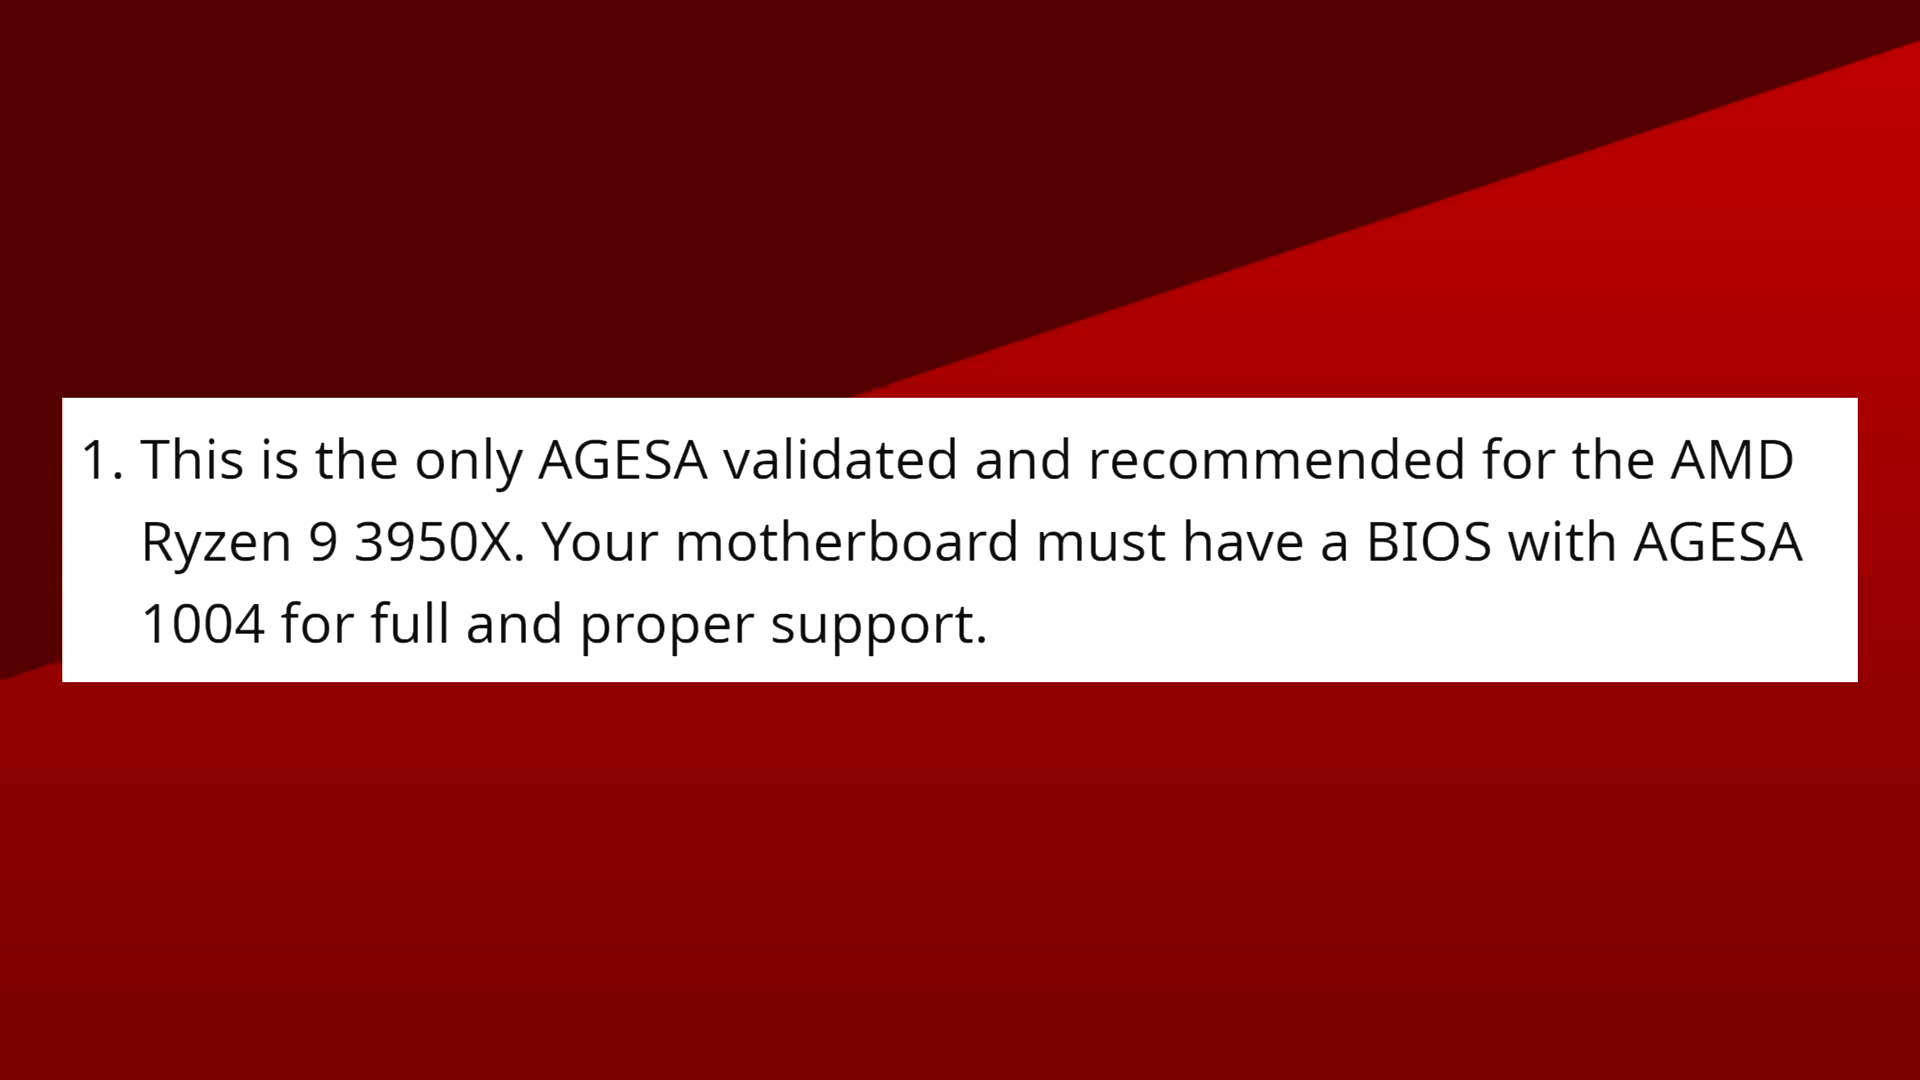 1. This is the only AGESA validated and recommended for the AMD
Ryzen 9 3950X. Your motherboard must have a BIOS with AGESA
1004 for full and proper support.